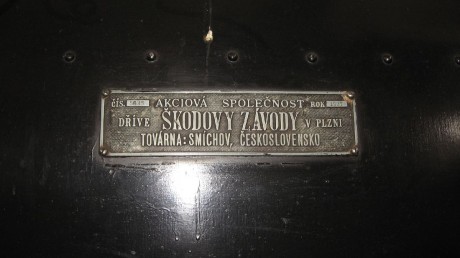 čís. AKCIOVÁ SPOLEČNOST ROK
DŘÍVE ŠKODOVY ZÁVODY V PLZNI
TOVÁRNA: SMÍCHOV, ČESKOSLOVENSKO